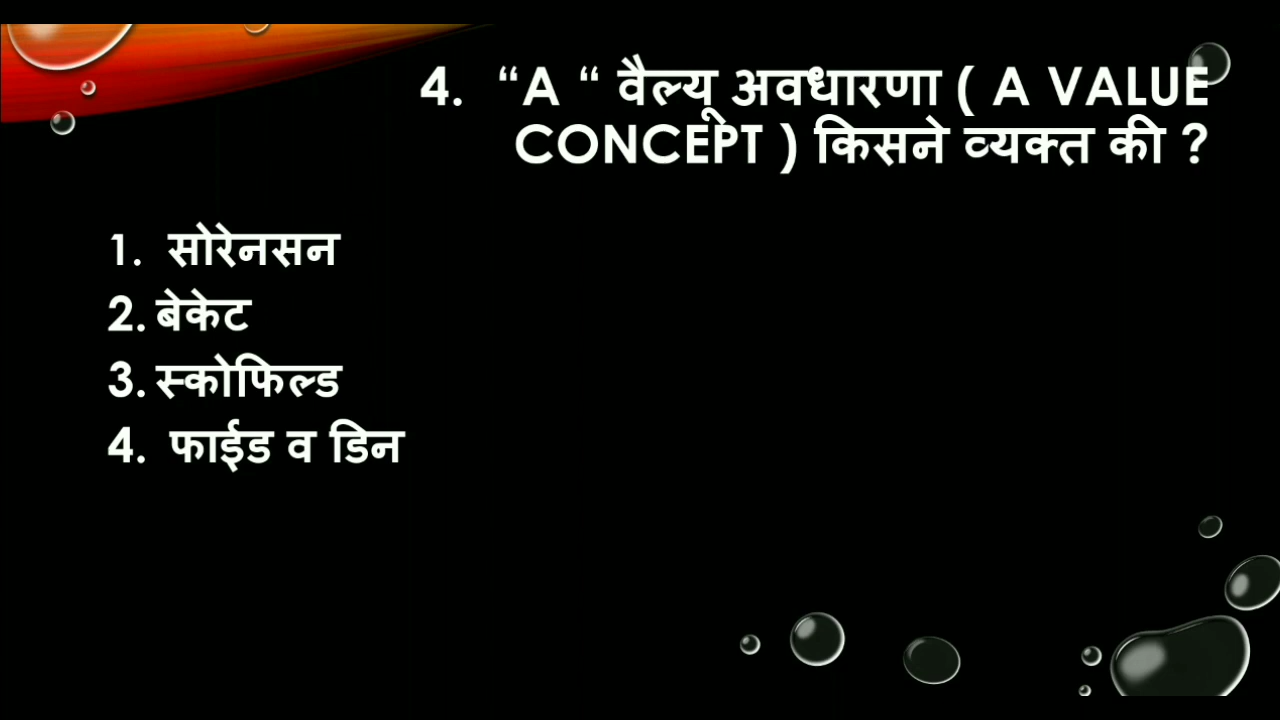 4. “A “ वैल्यू अवधारणा ( A VALUE
CONCEPT ) किसने व्यक्त की ?
1. सोरेनसन
2. बेकेट
3. स्कोफिल्ड
4. फाईड व डिन